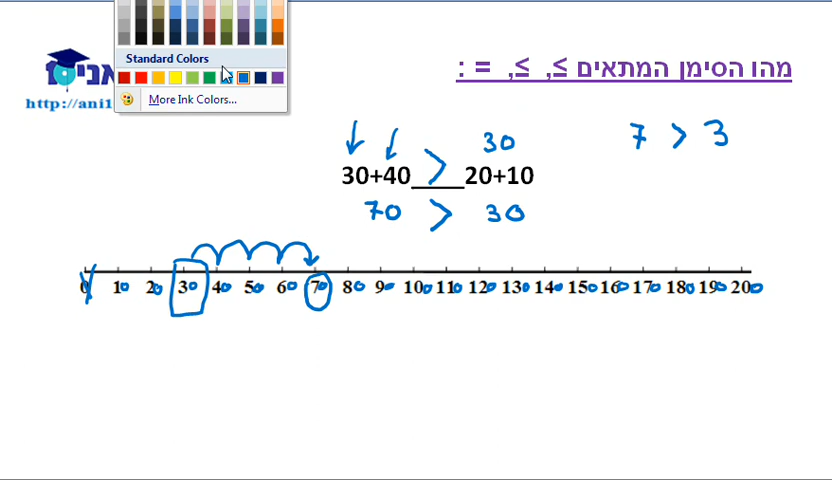 Standard Colors
More Ink Colors...
אני
http://ani1
מהו הסימן המתאים ≥, ≤, = :
30
7 > 3
30+40 > 20+10
70 > 30
0 10 20 30 40 50 60 70 80 90 100 110 120 130 140 150 160 170 180 190 200